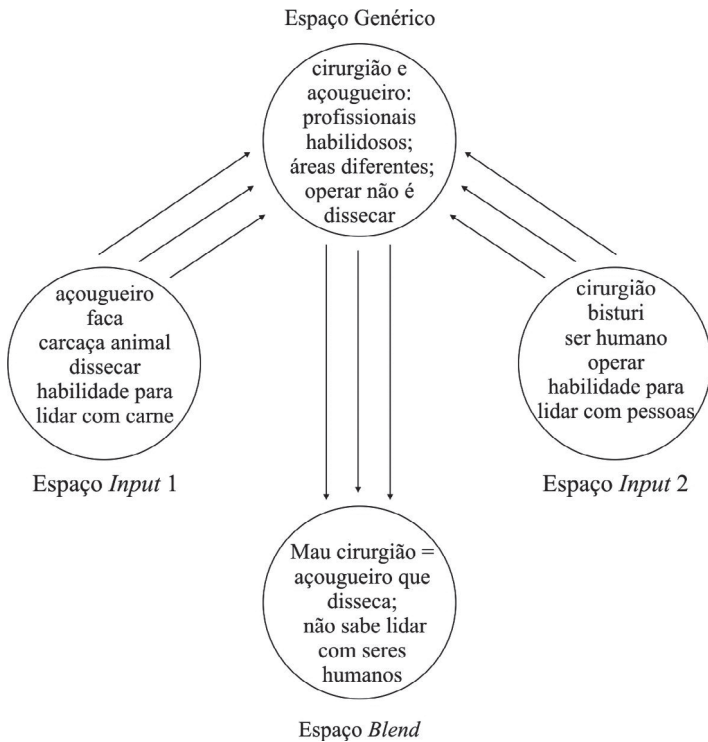 Espaço Genérico
cirurgião e
açougueiro:
profissionais
habilidosos;
áreas diferentes;
operar não é
dissecar
açougueiro
faca
carcaça animal
dissecar
habilidade para
lidar com carne
Espaço Input 1
cirurgião
bisturi
ser humano
operar
habilidade para
lidar com pessoas
Espaço Input 2
Mau cirurgião =
açougueiro que
disseca;
não sabe lidar
com seres
humanos
Espaço Blend